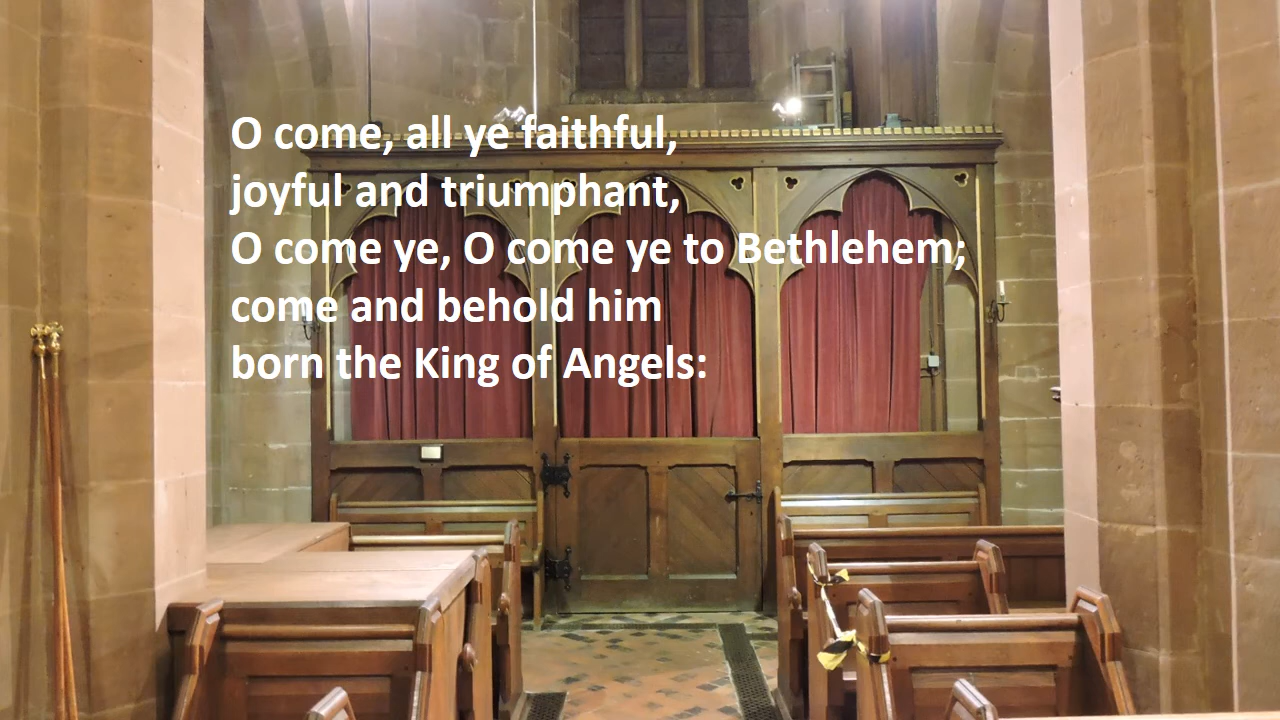 O come, all ye faithful,
joyful and triumphant,
O come ye, O come ye to Bethlehem;
come and behold him
born the King of Angels: